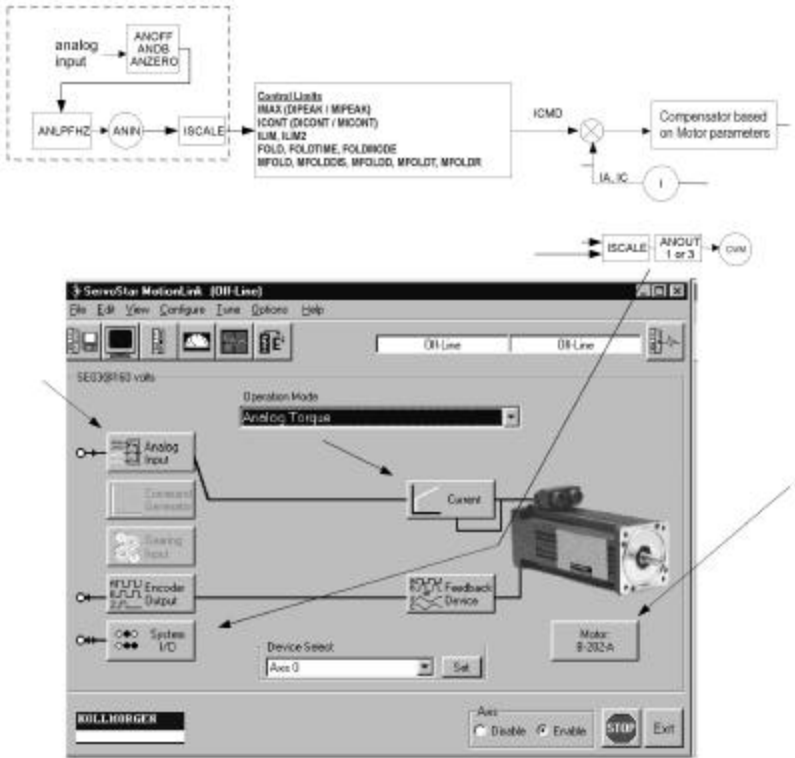 analog
input
ANOFF
ANDB
ANZERO
ANLPFHZ
ANIN
ISCALE
Control Limits
IMAX (DIPEAK / MIPEAK)
ICONT (DICONT / MICONT)
ILIM, ILIM2
FOLD, FOLDTIME, FOLDMODE
MFOLD, MFOLDDIS, MFOLDD, MFOLDT, MFOLDR
ICMD
Compensator based
on Motor parameters
IA, IC
I
ISCALE
ANOUT
1 or 3
ServoStar MotionLink (Off-Line)
File Edit View Configure Tune Options Help
Off-Line Off-Line
volts
Operation Mode
Analog Torque
Analog
Input
Command
Generator
Gearing
Input
Current
Encoder
Output
Feedback
Device
System
I/O
Motor:
B-202-A
Device Select
Axis 0
Set
KOLLMORGEN
Axis
Disable Enable
STOP
Exit